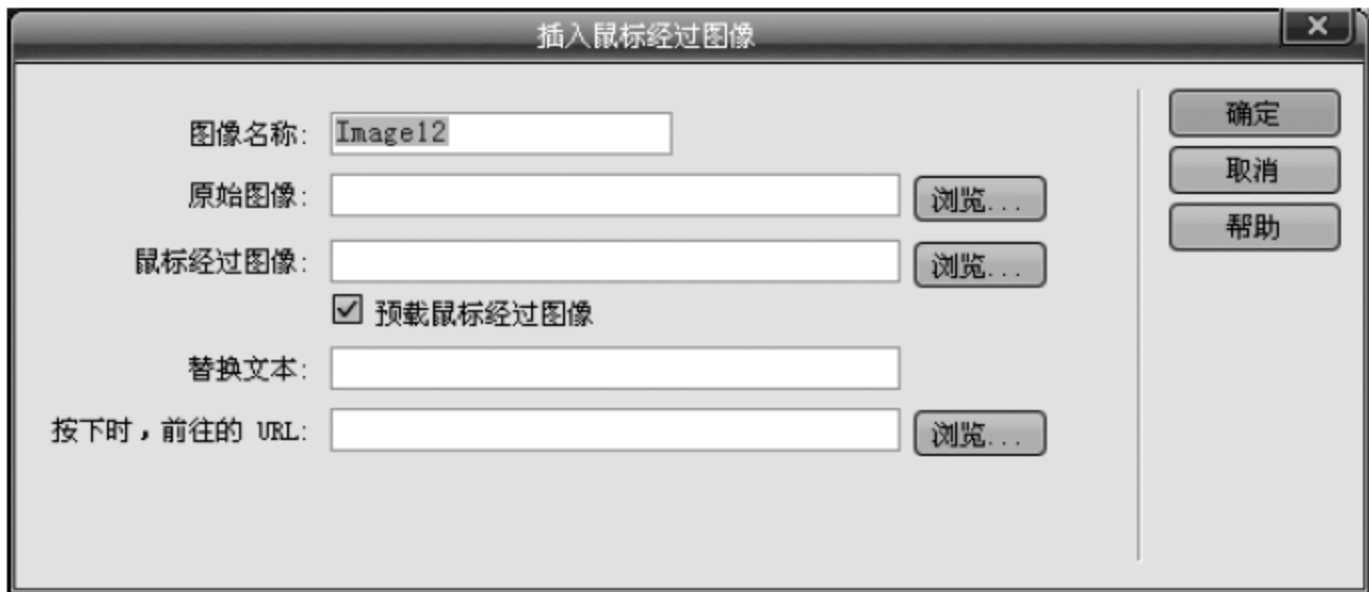 插入鼠标经过图像
图像名称: Image12
原始图像: 浏览...
鼠标经过图像: 浏览...
预载鼠标经过图像
替换文本:
按下时，前往的 URL: 浏览...
确定
取消
帮助